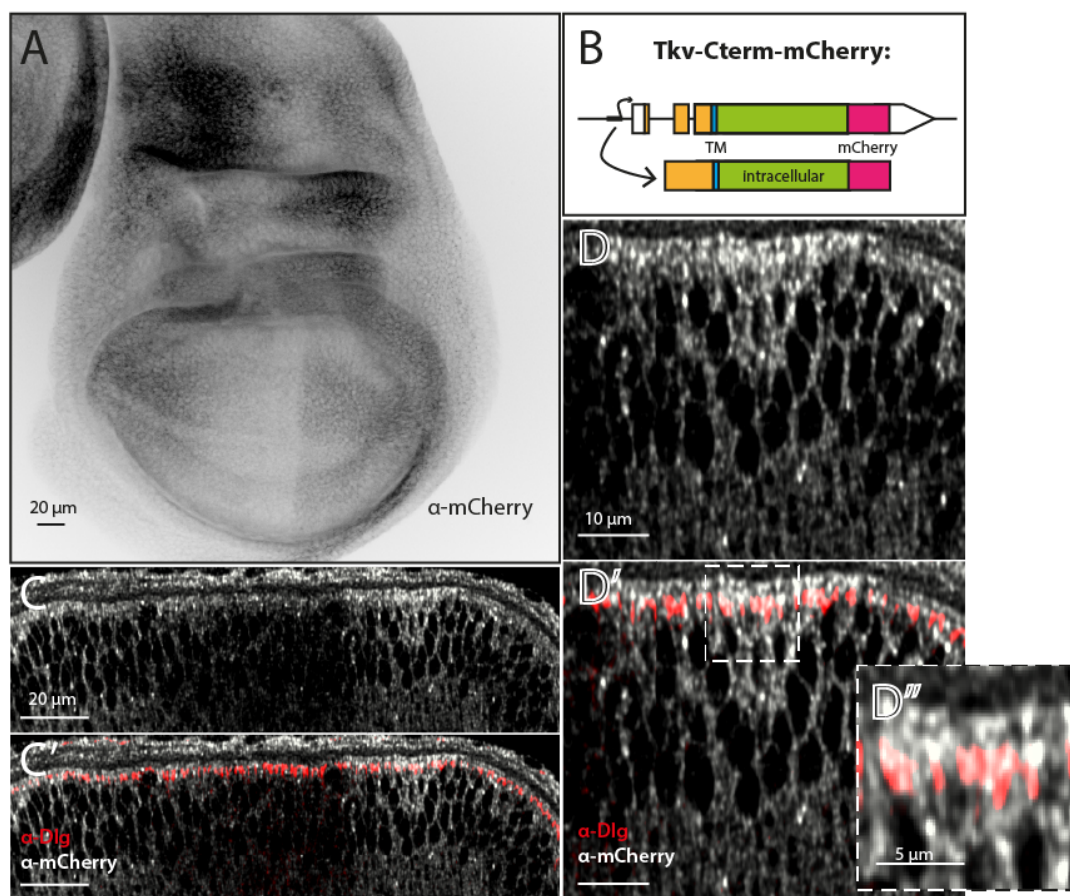 A
α-mCherry
20 µm
B
Tkv-Cterm-mCherry:
TM
mCherry
intracellular
C
20 µm
C'
α-Dlg
α-mCherry
D
10 µm
D'
α-Dlg
α-mCherry
D''
5 µm